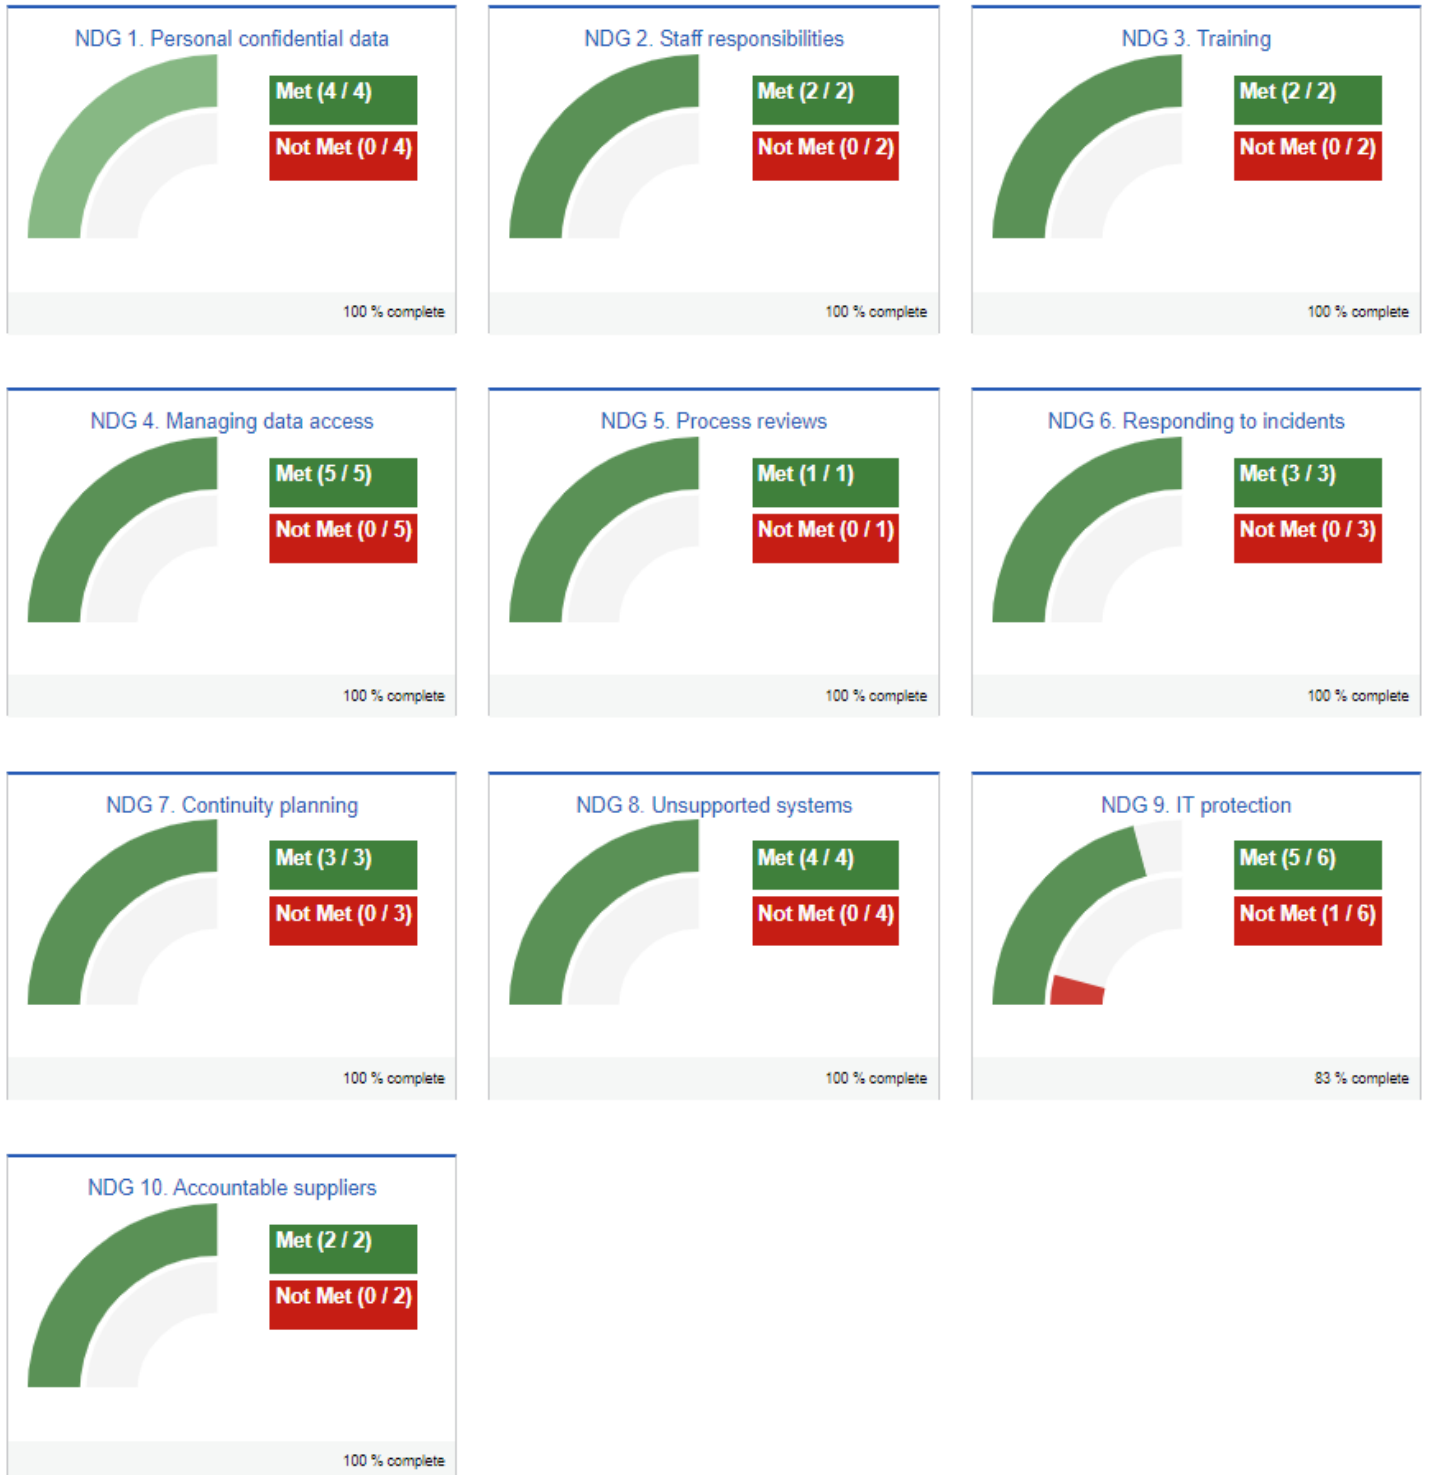 NDG 1. Personal confidential data
Met (4 / 4)
Not Met (0 / 4)
100 % complete
NDG 2. Staff responsibilities
Met (2 / 2)
Not Met (0 / 2)
100 % complete
NDG 3. Training
Met (2 / 2)
Not Met (0 / 2)
100 % complete
NDG 4. Managing data access
Met (5 / 5)
Not Met (0 / 5)
100 % complete
NDG 5. Process reviews
Met (1 / 1)
Not Met (0 / 1)
100 % complete
NDG 6. Responding to incidents
Met (3 / 3)
Not Met (0 / 3)
100 % complete
NDG 7. Continuity planning
Met (3 / 3)
Not Met (0 / 3)
100 % complete
NDG 8. Unsupported systems
Met (4 / 4)
Not Met (0 / 4)
100 % complete
NDG 9. IT protection
Met (5 / 6)
Not Met (1 / 6)
83 % complete
NDG 10. Accountable suppliers
Met (2 / 2)
Not Met (0 / 2)
100 % complete